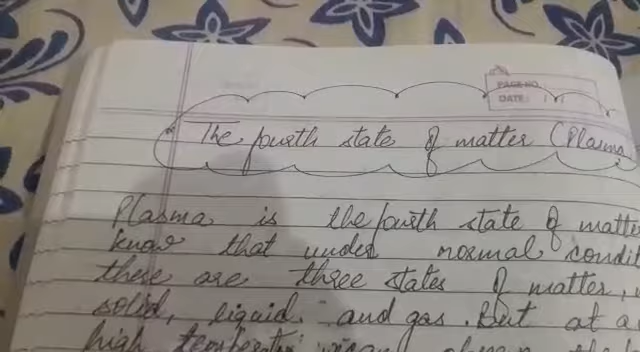 PAGE NO.
DATE: / /
The fourth state of matter (Plasma
Plasma is the fourth state of matte
know that under normal condit
there are three states of matter,
solid, liquid. and gas. But at a
high